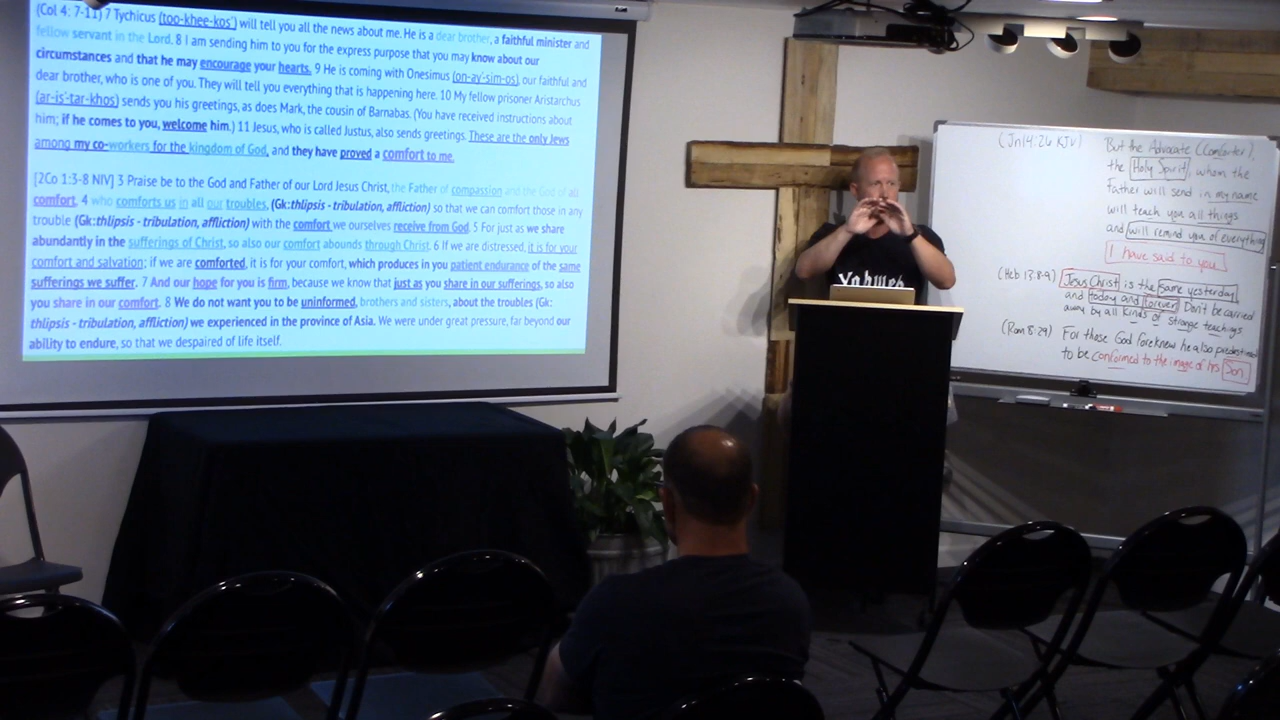 (Col 4: 7-11) 7 Tychicus (too-khee-kos') will tell you all the news about me. He is a dear brother, a faithful minister and
fellow servant in the Lord. 8 I am sending him to you for the express purpose that you may know about our
circumstances and that he may encourage your hearts. 9 He is coming with Onesimus (on-ay'-sim-os), our faithful and
dear brother, who is one of you. They will tell you everything that is happening here. 10 My fellow prisoner Aristarchus
(ar-is'-tar-khos) sends you his greetings, as does Mark, the cousin of Barnabas. (You have received instructions about
him; if he comes to you, welcome him.) 11 Jesus, who is called Justus, also sends greetings. These are the only Jews
among my co-workers for the kingdom of God, and they have proved a comfort to me.
[2Co 1:3-8 NIV] 3 Praise be to the God and Father of our Lord Jesus Christ, the Father of compassion and the God of all
comfort, 4 who comforts us in all our troubles, (Gk:thlipsis - tribulation, affliction) so that we can comfort those in any
trouble (Gk:thlipsis - tribulation, affliction) with the comfort we ourselves receive from God. 5 For just as we share
abundantly in the sufferings of Christ, so also our comfort abounds through Christ. 6 If we are distressed, it is for your
comfort and salvation; if we are comforted, it is for your comfort, which produces in you patient endurance of the same
sufferings we suffer. 7 And our hope for you is firm, because we know that just as you share in our sufferings, so also
you share in our comfort. 8 We do not want you to be uninformed, brothers and sisters, about the troubles (Gk:
thlipsis - tribulation, affliction) we experienced in the province of Asia. We were under great pressure, far beyond our
ability to endure, so that we despaired of life itself.
Yahweh
(Jn 14:26 KJV) But the Advocate (Comforter),
the Holy Spirit, whom the
Father will send in my name
will teach you all things
and will remind you of everything
I have said to you
(Heb 13:8-9) Jesus Christ is the same yesterday
and today and forever. Don't be carried
away by all kinds of strange teachings
(Rom 8:29) For those God foreknew he also predestined
to be conformed to the image of his Son